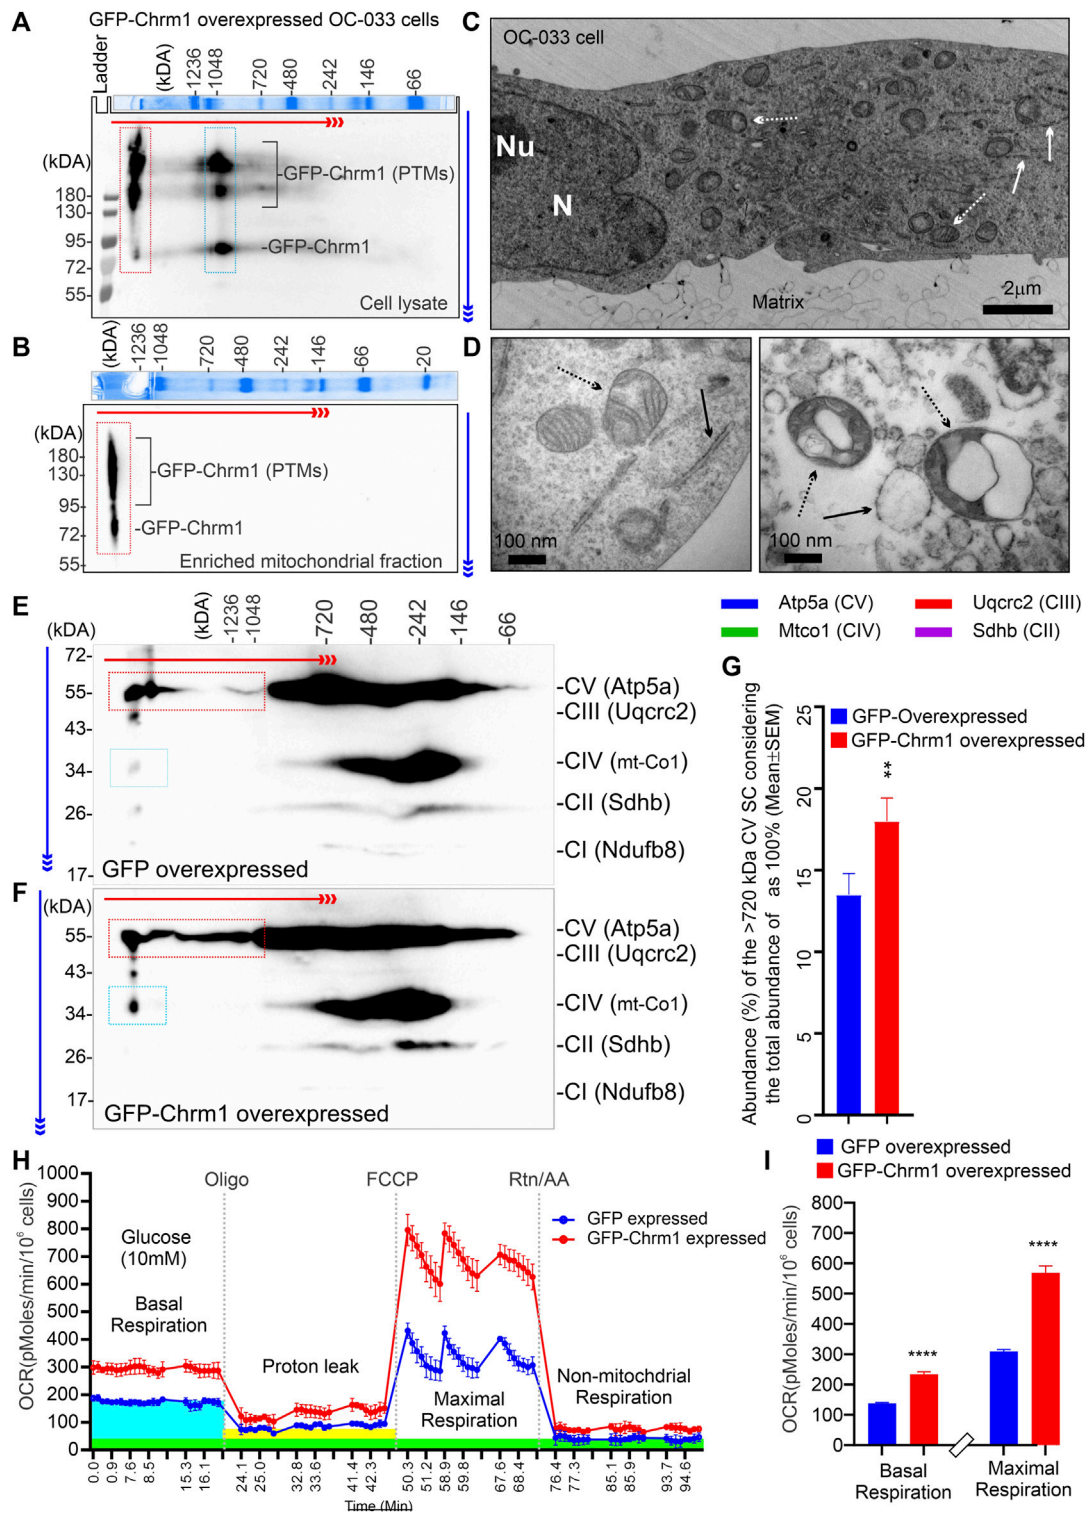 A
GFP-Chrm1 overexpressed OC-033 cells
Ladder
(kDA)
-1236
-1048
-720
-480
-242
-146
-66
(kDA)
180-
130-
95-
72-
55-
-GFP-Chrm1 (PTMs)
-GFP-Chrm1
Cell lysate
B
(kDA)
-1236
-1048
-720
-480
-242
-146
-66
-20
(kDA)
180-
130-
95-
72-
55-
-GFP-Chrm1 (PTMs)
-GFP-Chrm1
Enriched mitochondrial fraction
C
OC-033 cell
Nu
N
Matrix
2μm
D
100 nm
100 nm
Atp5a (CV)
Uqcrc2 (CIII)
Mtco1 (CIV)
Sdhb (CII)
E
(kDA)
(kDA)
-1236
-1048
-720
-480
-242
-146
-66
72-
55-
43-
34-
26-
17-
-CV (Atp5a)
-CIII (Uqcrc2)
-CIV (mt-Co1)
-CII (Sdhb)
-CI (Ndufb8)
GFP overexpressed
F
(kDA)
55-
43-
34-
26-
17-
-CV (Atp5a)
-CIII (Uqcrc2)
-CIV (mt-Co1)
-CII (Sdhb)
-CI (Ndufb8)
GFP-Chrm1 overexpressed
G
Abundance (%) of the >720 kDa CV SC considering
the total abundance of as 100% (Mean±SEM)
25
20
15
10
5
0
GFP-Overexpressed
GFP-Chrm1 overexpressed
**
H
OCR(pMoles/min/10⁶ cells)
1000
900
800
700
600
500
400
300
200
100
0
Oligo
FCCP
Rtn/AA
Glucose
(10mM)
Basal
Respiration
Proton leak
Maximal
Respiration
Non-mitochdrial
Respiration
GFP expressed
GFP-Chrm1 expressed
0.0
0.9
7.6
8.5
15.3
16.1
24.1
25.0
32.8
33.6
41.4
42.3
50.3
51.2
58.9
59.8
67.6
68.4
76.4
77.3
85.1
85.9
93.7
94.6
Time (Min)
I
GFP overexpressed
GFP-Chrm1 overexpressed
OCR(pMoles/min/10⁶ cells)
800
700
600
500
400
300
200
100
0
****
****
Basal
Respiration
Maximal
Respiration